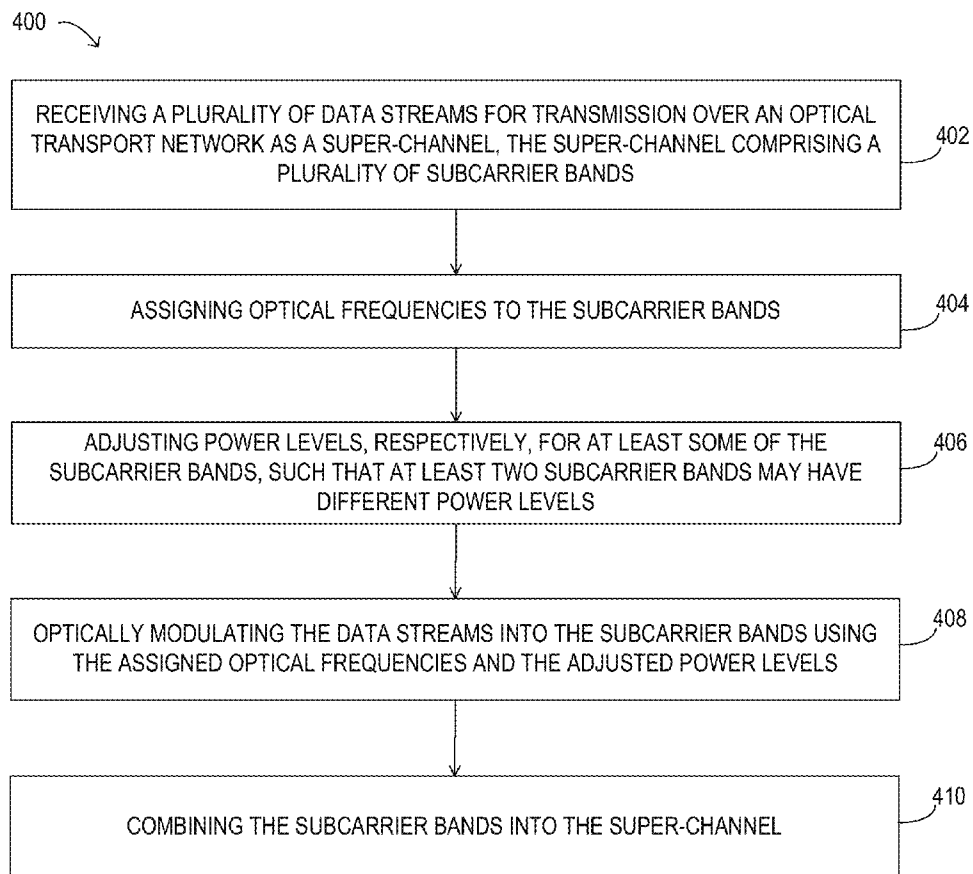 400
RECEIVING A PLURALITY OF DATA STREAMS FOR TRANSMISSION OVER AN OPTICAL
TRANSPORT NETWORK AS A SUPER-CHANNEL, THE SUPER-CHANNEL COMPRISING A
PLURALITY OF SUBCARRIER BANDS
402
ASSIGNING OPTICAL FREQUENCIES TO THE SUBCARRIER BANDS
404
ADJUSTING POWER LEVELS, RESPECTIVELY, FOR AT LEAST SOME OF THE
SUBCARRIER BANDS, SUCH THAT AT LEAST TWO SUBCARRIER BANDS MAY HAVE
DIFFERENT POWER LEVELS
406
OPTICALLY MODULATING THE DATA STREAMS INTO THE SUBCARRIER BANDS USING
THE ASSIGNED OPTICAL FREQUENCIES AND THE ADJUSTED POWER LEVELS
408
COMBINING THE SUBCARRIER BANDS INTO THE SUPER-CHANNEL
410